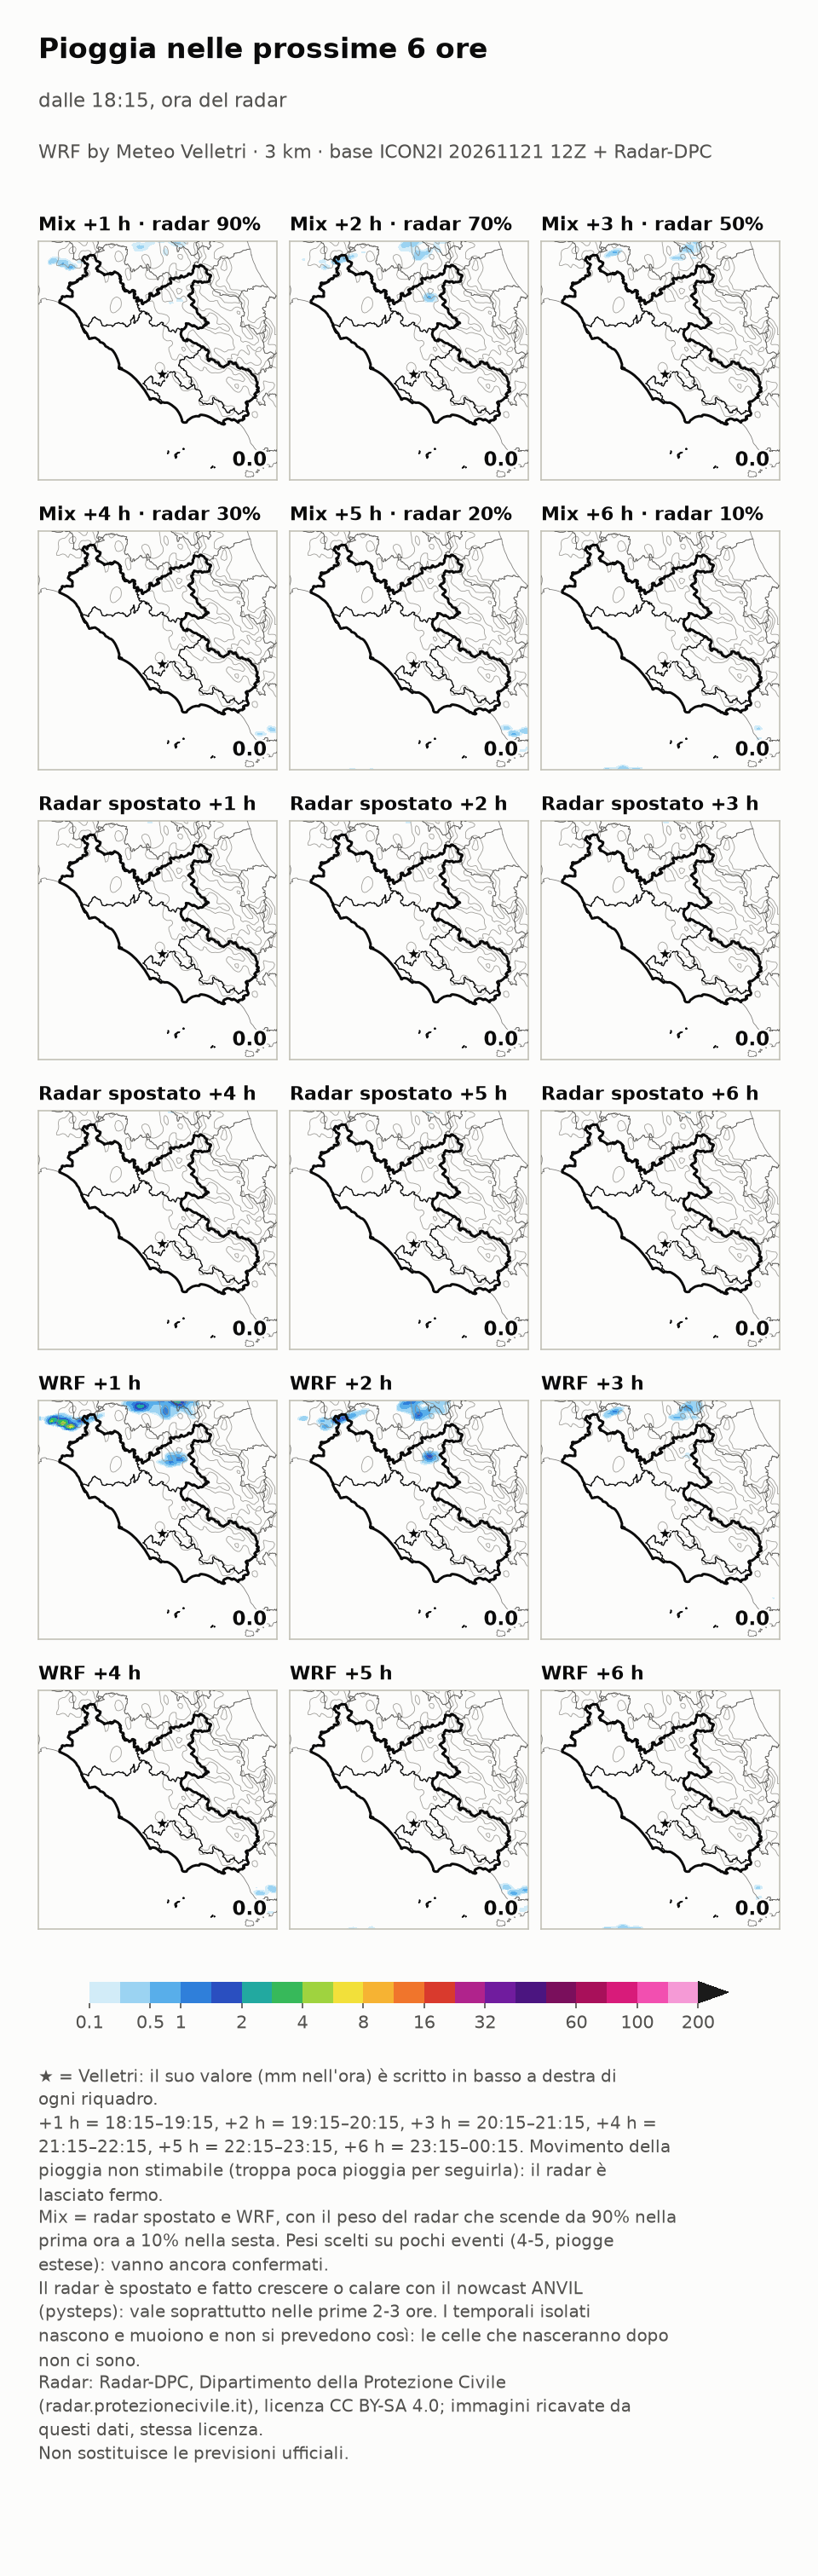 Pioggia nelle prossime 6 ore
dalle 18:15, ora del radar
WRF by Meteo Velletri · 3 km · base ICON2I 20261121 12Z + Radar-DPC
Mix +1 h · radar 90%
Mix +2 h · radar 70%
Mix +3 h · radar 50%
0.0
0.0
0.0
Mix +4 h · radar 30%
Mix +5 h · radar 20%
Mix +6 h · radar 10%
0.0
0.0
0.0
Radar spostato +1 h
Radar spostato +2 h
Radar spostato +3 h
0.0
0.0
0.0
Radar spostato +4 h
Radar spostato +5 h
Radar spostato +6 h
0.0
0.0
0.0
WRF +1 h
WRF +2 h
WRF +3 h
0.0
0.0
0.0
WRF +4 h
WRF +5 h
WRF +6 h
0.0
0.0
0.0
0.1 0.5 1 2 4 8 16 32 60 100 200
★ = Velletri: il suo valore (mm nell'ora) è scritto in basso a destra di
ogni riquadro.
+1 h = 18:15–19:15, +2 h = 19:15–20:15, +3 h = 20:15–21:15, +4 h =
21:15–22:15, +5 h = 22:15–23:15, +6 h = 23:15–00:15. Movimento della
pioggia non stimabile (troppa poca pioggia per seguirla): il radar è
lasciato fermo.
Mix = radar spostato e WRF, con il peso del radar che scende da 90% nella
prima ora a 10% nella sesta. Pesi scelti su pochi eventi (4-5, piogge
estese): vanno ancora confermati.
Il radar è spostato e fatto crescere o calare con il nowcast ANVIL
(pysteps): vale soprattutto nelle prime 2-3 ore. I temporali isolati
nascono e muoiono e non si prevedono così: le celle che nasceranno dopo
non ci sono.
Radar: Radar-DPC, Dipartimento della Protezione Civile
(radar.protezionecivile.it), licenza CC BY-SA 4.0; immagini ricavate da
questi dati, stessa licenza.
Non sostituisce le previsioni ufficiali.